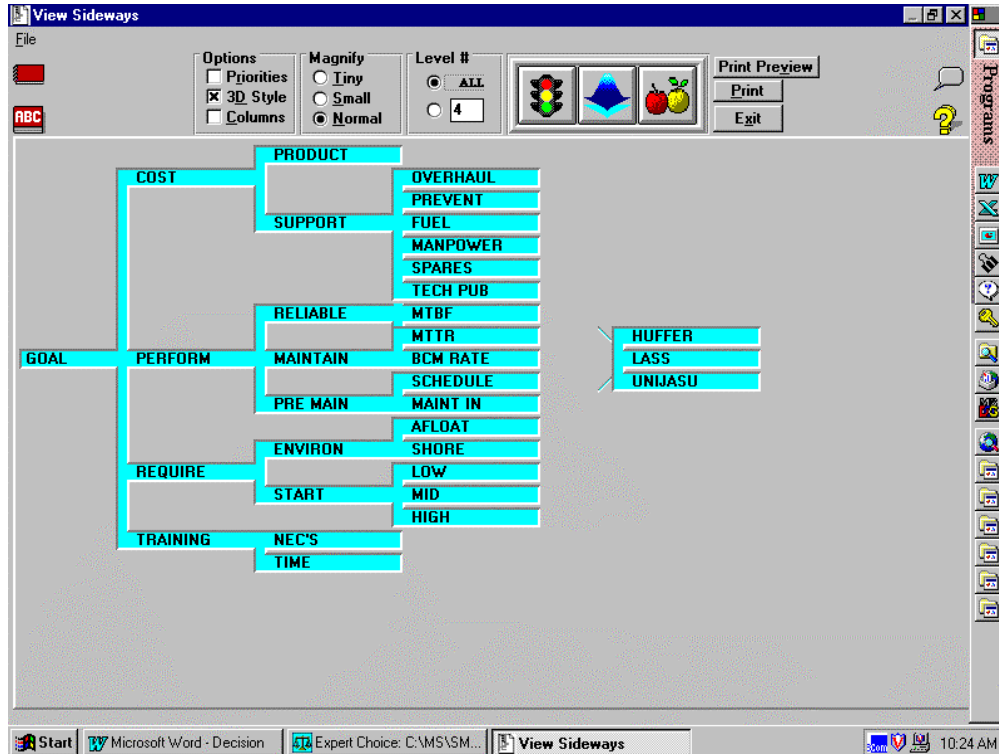 View Sideways
File
Options
Priorities
3D Style
Columns
Magnify
Tiny
Small
Normal
Level #
ALL
4
Print Preview
Print
Exit
ABC
Programs
PRODUCT
COST
OVERHAUL
PREVENT
SUPPORT
FUEL
MANPOWER
SPARES
TECH PUB
RELIABLE
MTBF
MTTR
HUFFER
GOAL
PERFORM
MAINTAIN
BCM RATE
LASS
SCHEDULE
UNIJASU
PRE MAIN
MAINT IN
AFLOAT
ENVIRON
SHORE
REQUIRE
LOW
START
MID
HIGH
TRAINING
NEC'S
TIME
Start
Microsoft Word - Decision
Expert Choice: C:\MS\SM...
View Sideways
3Com
10:24 AM